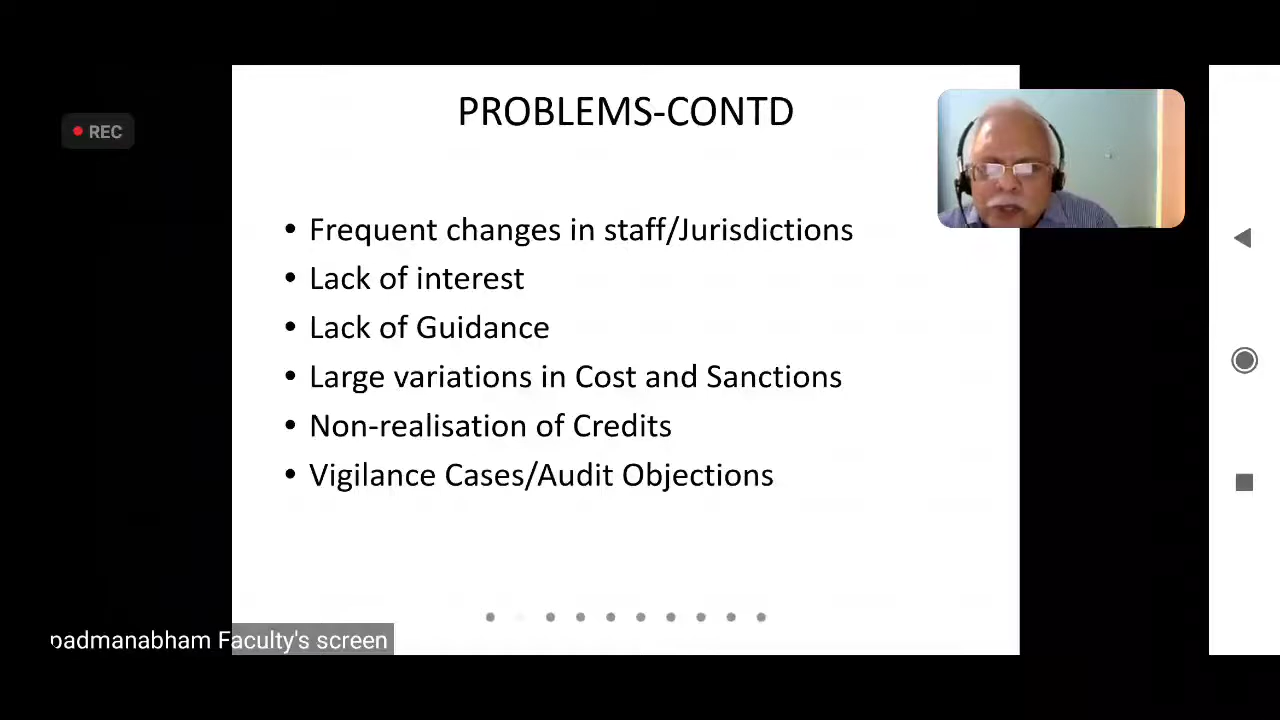 PROBLEMS-CONTD
REC
• Frequent changes in staff/Jurisdictions
• Lack of interest
• Lack of Guidance
• Large variations in Cost and Sanctions
• Non-realisation of Credits
• Vigilance Cases/Audit Objections
padmanabham Faculty's screen